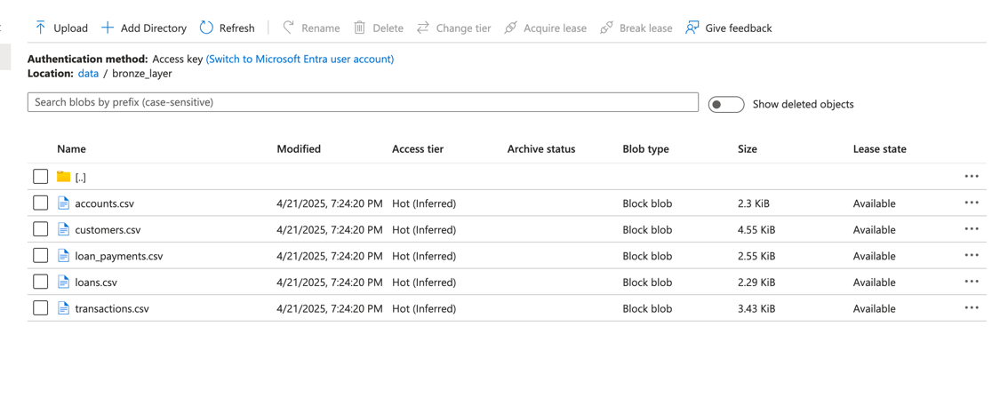 Upload Add Directory Refresh Rename Delete Change tier Acquire lease Break lease Give feedback
Authentication method: Access key (Switch to Microsoft Entra user account)
Location: data / bronze_layer
Search blobs by prefix (case-sensitive)
Show deleted objects
Name Modified Access tier Archive status Blob type Size Lease state
[..] •••
accounts.csv 4/21/2025, 7:24:20 PM Hot (Inferred) Block blob 2.3 KiB Available •••
customers.csv 4/21/2025, 7:24:20 PM Hot (Inferred) Block blob 4.55 KiB Available •••
loan_payments.csv 4/21/2025, 7:24:20 PM Hot (Inferred) Block blob 2.55 KiB Available •••
loans.csv 4/21/2025, 7:24:20 PM Hot (Inferred) Block blob 2.29 KiB Available •••
transactions.csv 4/21/2025, 7:24:20 PM Hot (Inferred) Block blob 3.43 KiB Available •••